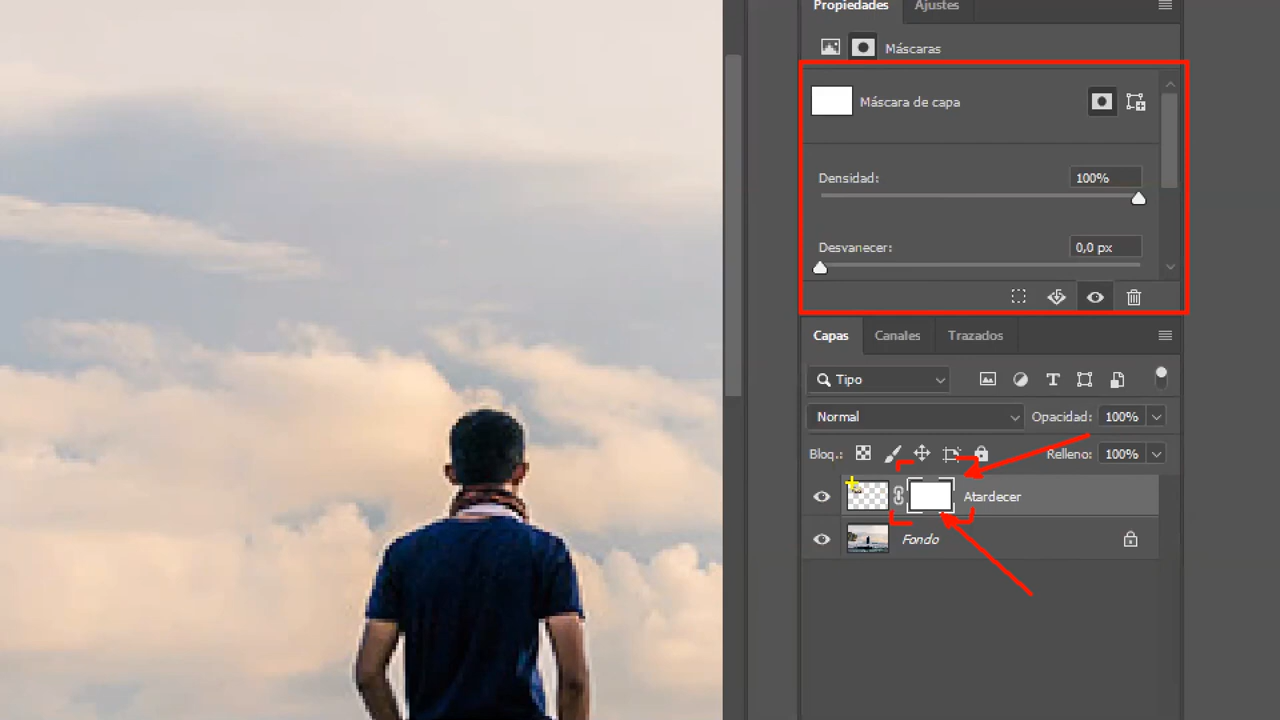 Propiedades Ajustes
Máscaras
Máscara de capa
Densidad: 100%
Desvanecer: 0,0 px
Capas Canales Trazados
Tipo
Normal Opacidad: 100%
Bloq.: Relleno: 100%
Atardecer
Fondo